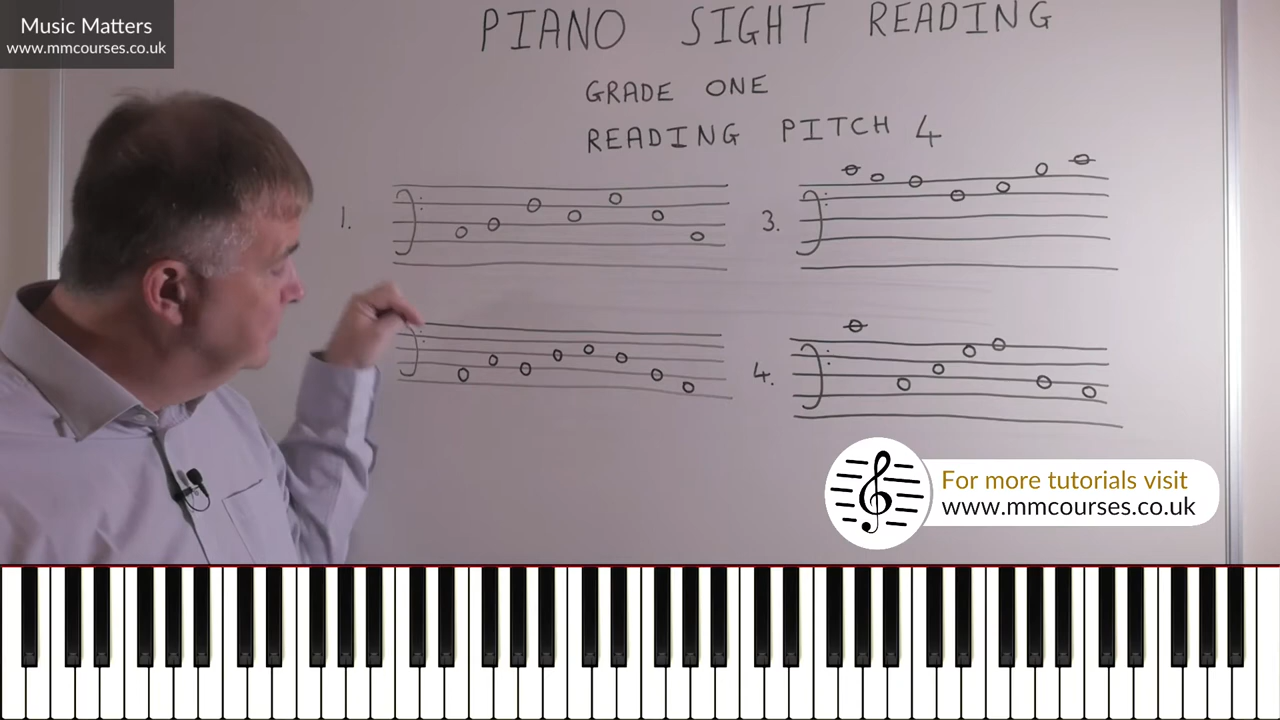 Music Matters
www.mmcourses.co.uk
PIANO SIGHT READING
GRADE ONE
READING PITCH 4
1.
3.
4.
For more tutorials visit
www.mmcourses.co.uk